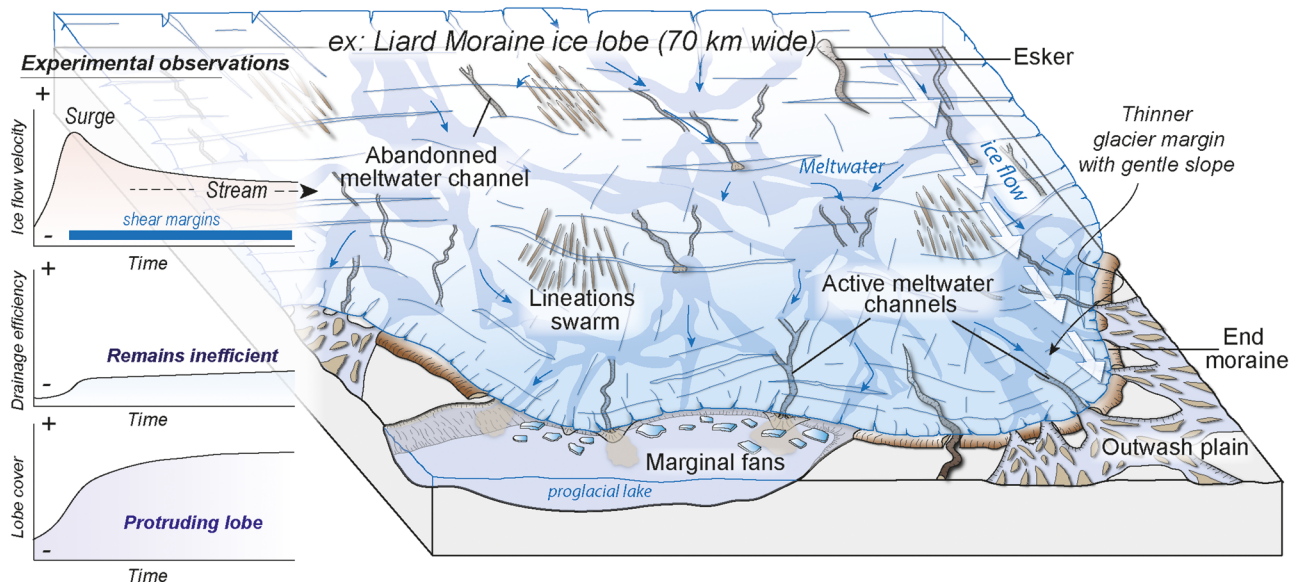 ex: Liard Moraine ice lobe (70 km wide)
Experimental observations
+
Surge
Stream
shear margins
-
Ice flow velocity
Time
+
Remains inefficient
-
Drainage efficiency
Time
+
Protruding lobe
-
Lobe cover
Time
Esker
Thinner
glacier margin
with gentle slope
Abandonned
meltwater channel
Meltwater
ice flow
Lineations
swarm
Active meltwater
channels
End
moraine
Outwash plain
Marginal fans
proglacial lake